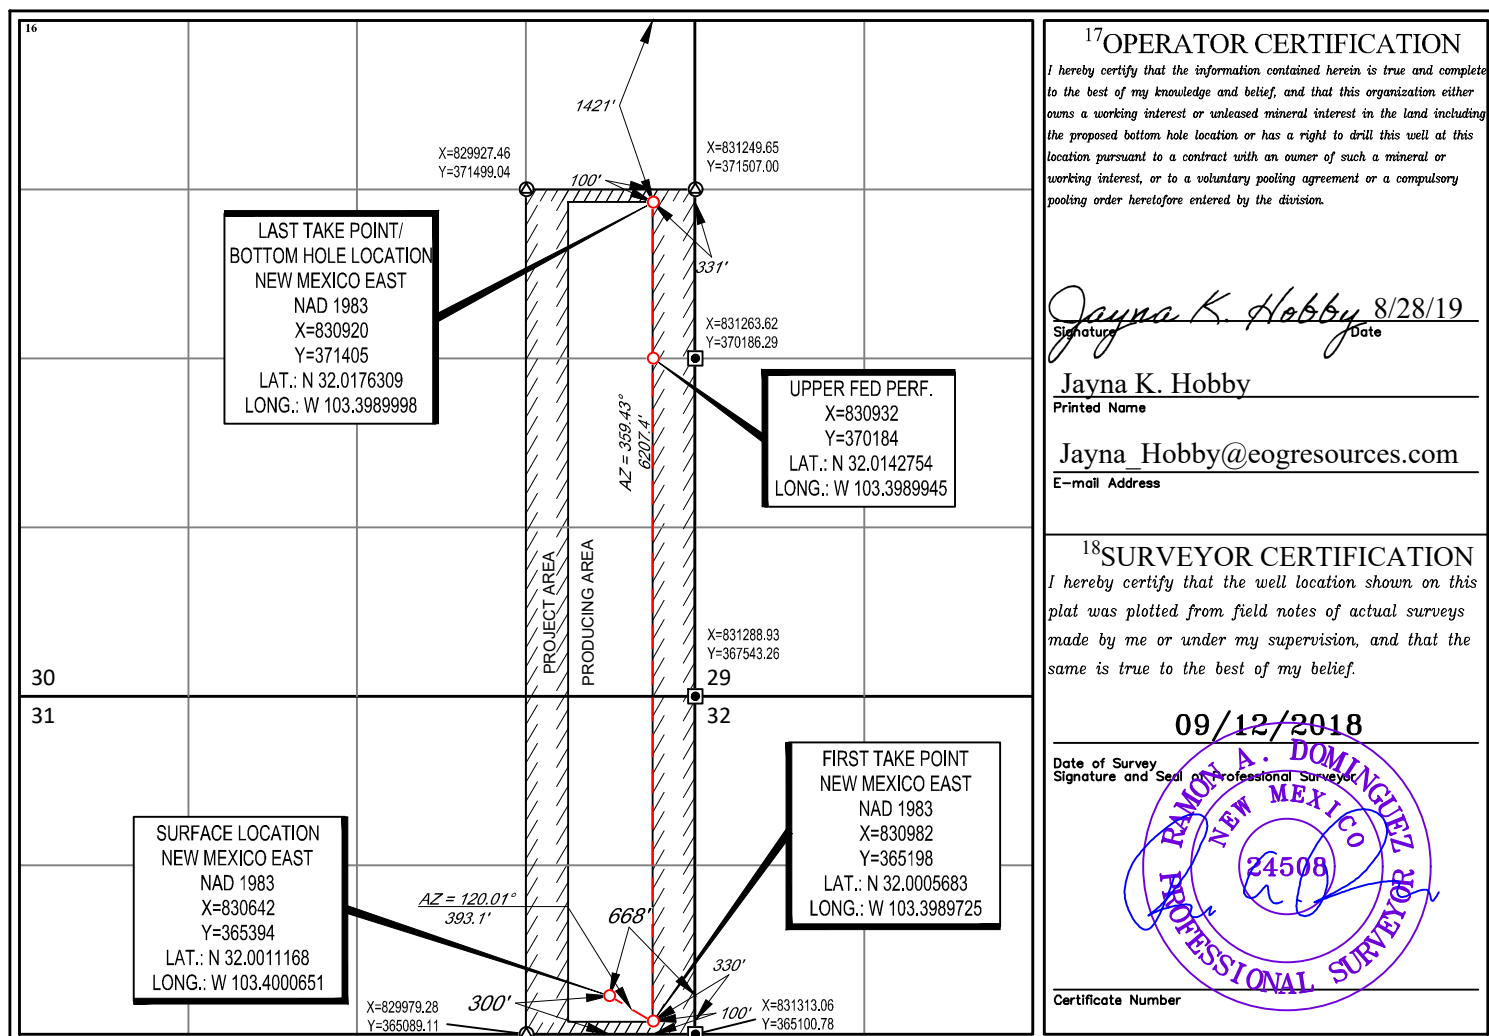 16
1421'
X=829927.46
Y=371499.04
X=831249.65
Y=371507.00
100'
LAST TAKE POINT/
BOTTOM HOLE LOCATION
NEW MEXICO EAST
NAD 1983
X=830920
Y=371405
LAT.: N 32.0176309
LONG.: W 103.3989998
331'
X=831263.62
Y=370186.29
UPPER FED PERF.
X=830932
Y=370184
LAT.: N 32.0142754
LONG.: W 103.3989945
AZ = 359.43°
6207.4'
PROJECT AREA
PRODUCING AREA
X=831288.93
Y=367543.26
30
29
31
32
FIRST TAKE POINT
NEW MEXICO EAST
NAD 1983
X=830982
Y=365198
LAT.: N 32.0005683
LONG.: W 103.3989725
SURFACE LOCATION
NEW MEXICO EAST
NAD 1983
X=830642
Y=365394
LAT.: N 32.0011168
LONG.: W 103.4000651
AZ = 120.01°
393.1'
668'
330'
300'
100'
X=829979.28
Y=365089.11
X=831313.06
Y=365100.78
17OPERATOR CERTIFICATION
I hereby certify that the information contained herein is true and complete
to the best of my knowledge and belief, and that this organization either
owns a working interest or unleased mineral interest in the land including
the proposed bottom hole location or has a right to drill this well at this
location pursuant to a contract with an owner of such a mineral or
working interest, or to a voluntary pooling agreement or a compulsory
pooling order heretofore entered by the division.
Jayna K. Hobby 8/28/19
Signature Date
Jayna K. Hobby
Printed Name
Jayna_Hobby@eogresources.com
E-mail Address
18SURVEYOR CERTIFICATION
I hereby certify that the well location shown on this
plat was plotted from field notes of actual surveys
made by me or under my supervision, and that the
same is true to the best of my belief.
09/12/2018
Date of Survey
Signature and Seal of Professional Surveyor
RAMON A. DOMINGUEZ
NEW MEXICO
24508
PROFESSIONAL SURVEYOR
Certificate Number